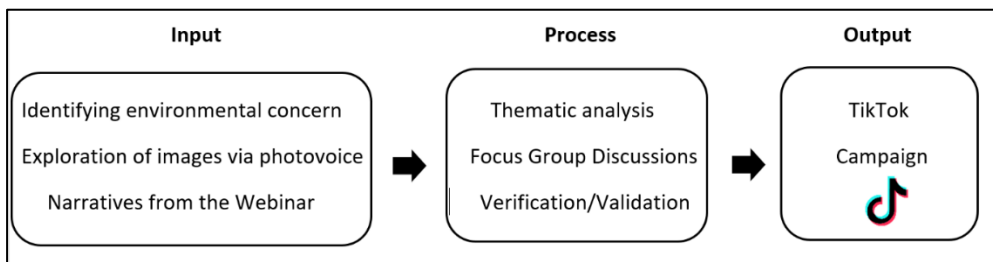 Input
Process
Output
Identifying environmental concern
Exploration of images via photovoice
Narratives from the Webinar
Thematic analysis
Focus Group Discussions
Verification/Validation
TikTok
Campaign